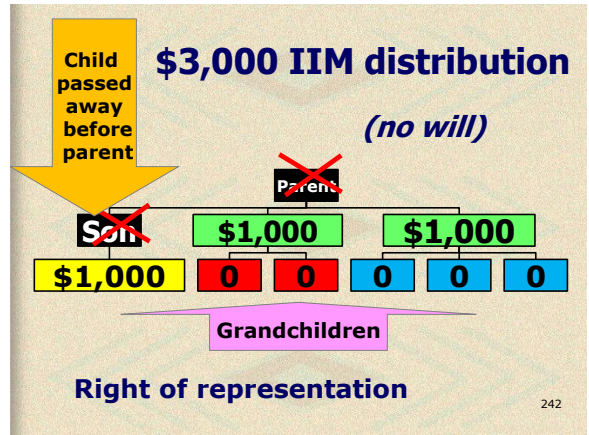 Child
passed
away
before
parent
$3,000 IIM distribution
(no will)
Parent
Son
$1,000
$1,000
$1,000
0
0
0
0
0
Grandchildren
Right of representation
242